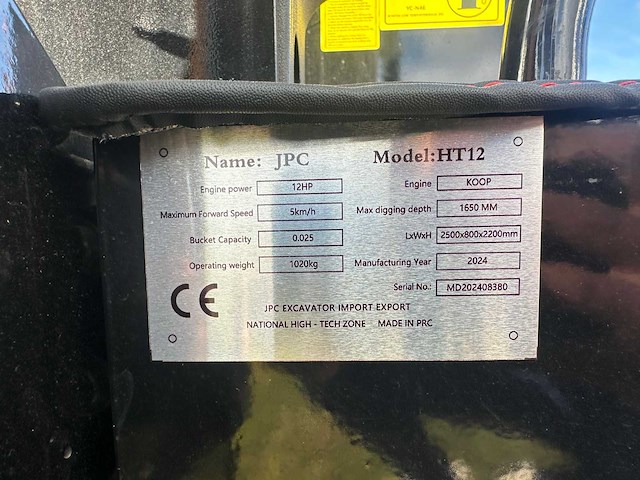 Name: JPC Model:HT12
Engine power 12HP Engine KOOP
Maximum Forward Speed 5km/h Max digging depth 1650 MM
Bucket Capacity 0.025 LxWxH 2500x800x2200mm
Operating weight 1020kg Manufacturing Year 2024
Serial No.: MD202408380
CE
JPC EXCAVATOR IMPORT EXPORT
NATIONAL HIGH - TECH ZONE MADE IN PRC